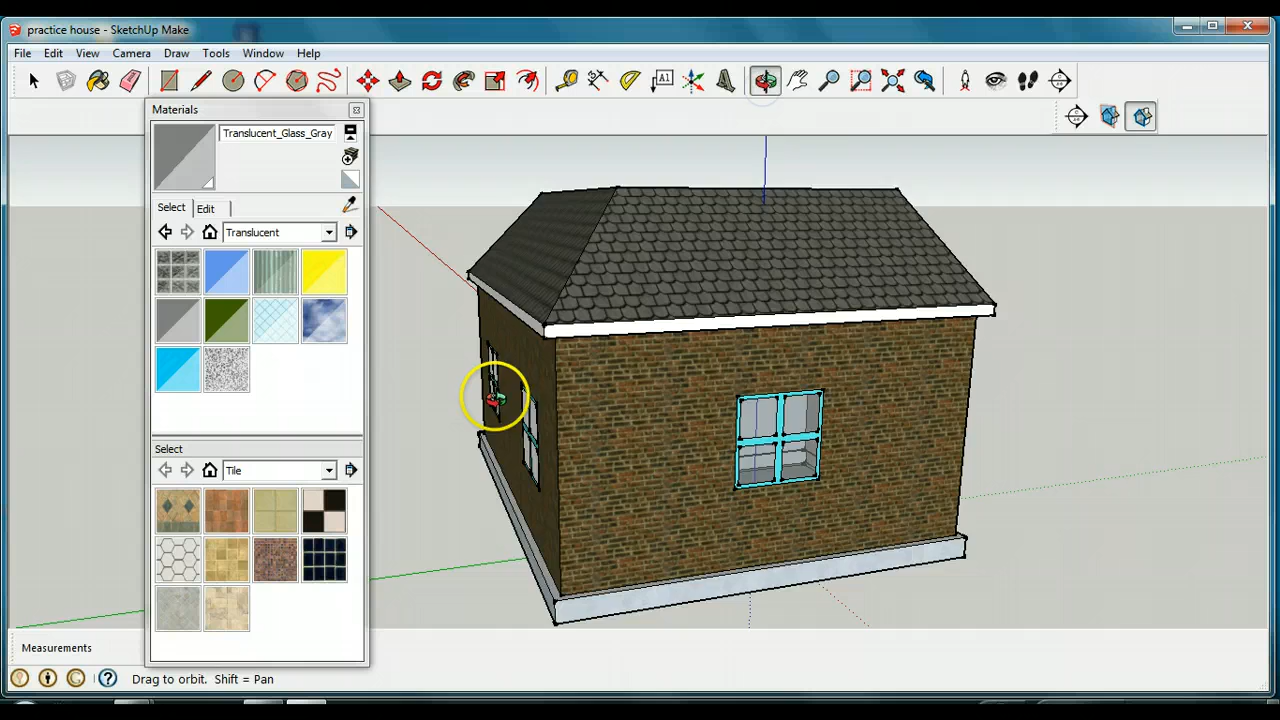 practice house - SketchUp Make
File Edit View Camera Draw Tools Window Help
A1
Materials
Translucent_Glass_Gray
Select Edit
Translucent
Select
Tile
Measurements
Drag to orbit. Shift = Pan